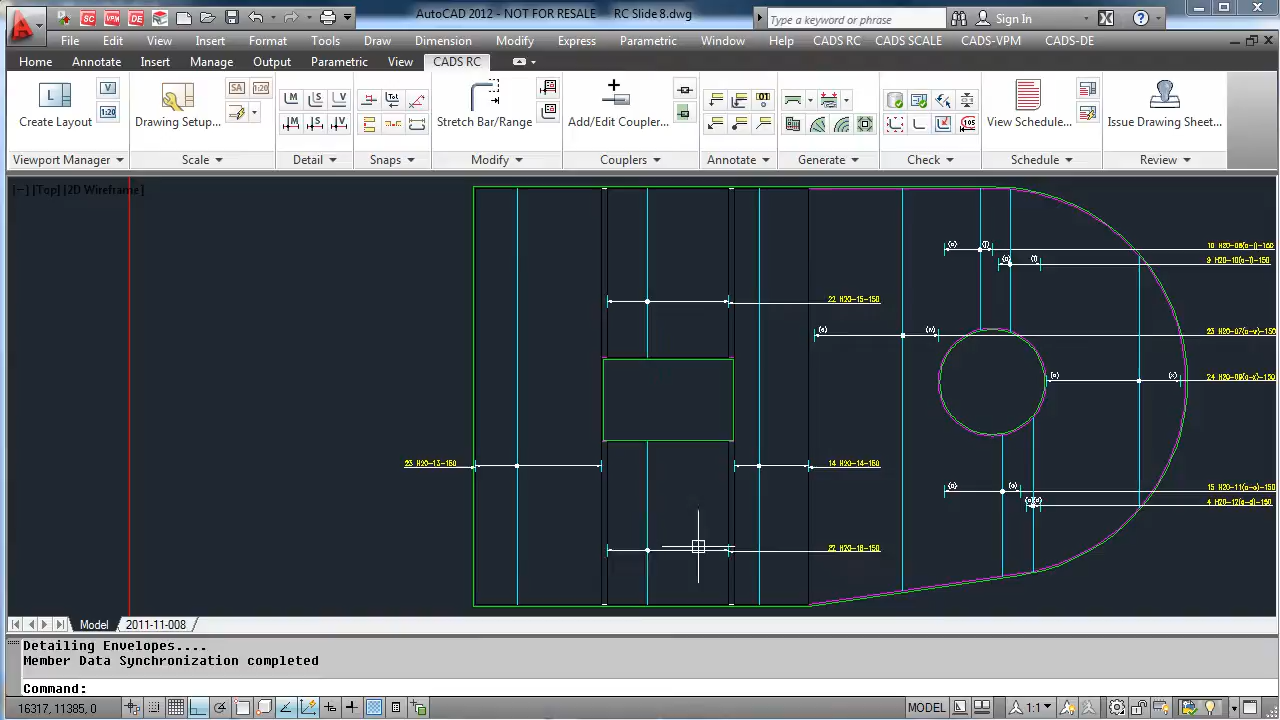 AutoCAD 2012 - NOT FOR RESALE RC Slide 8.dwg
Type a keyword or phrase
Sign In
File Edit View Insert Format Tools Draw Dimension Modify Express Parametric Window Help CADS RC CADS SCALE CADS-VPM CADS-DE
Home Annotate Insert Manage Output Parametric View CADS RC
Create Layout
Drawing Setup...
Stretch Bar/Range
Add/Edit Coupler...
View Schedule...
Issue Drawing Sheet...
Viewport Manager
Scale
Detail
Snaps
Modify
Couplers
Annotate
Generate
Check
Schedule
Review
[−] [Top] [2D Wireframe]
22 H20-15-150
23 H20-13-150
14 H20-14-150
Model
2011-11-008
Detailing Envelopes....
Member Data Synchronization completed
Command:
16317, 11385, 0
MODEL
1:1